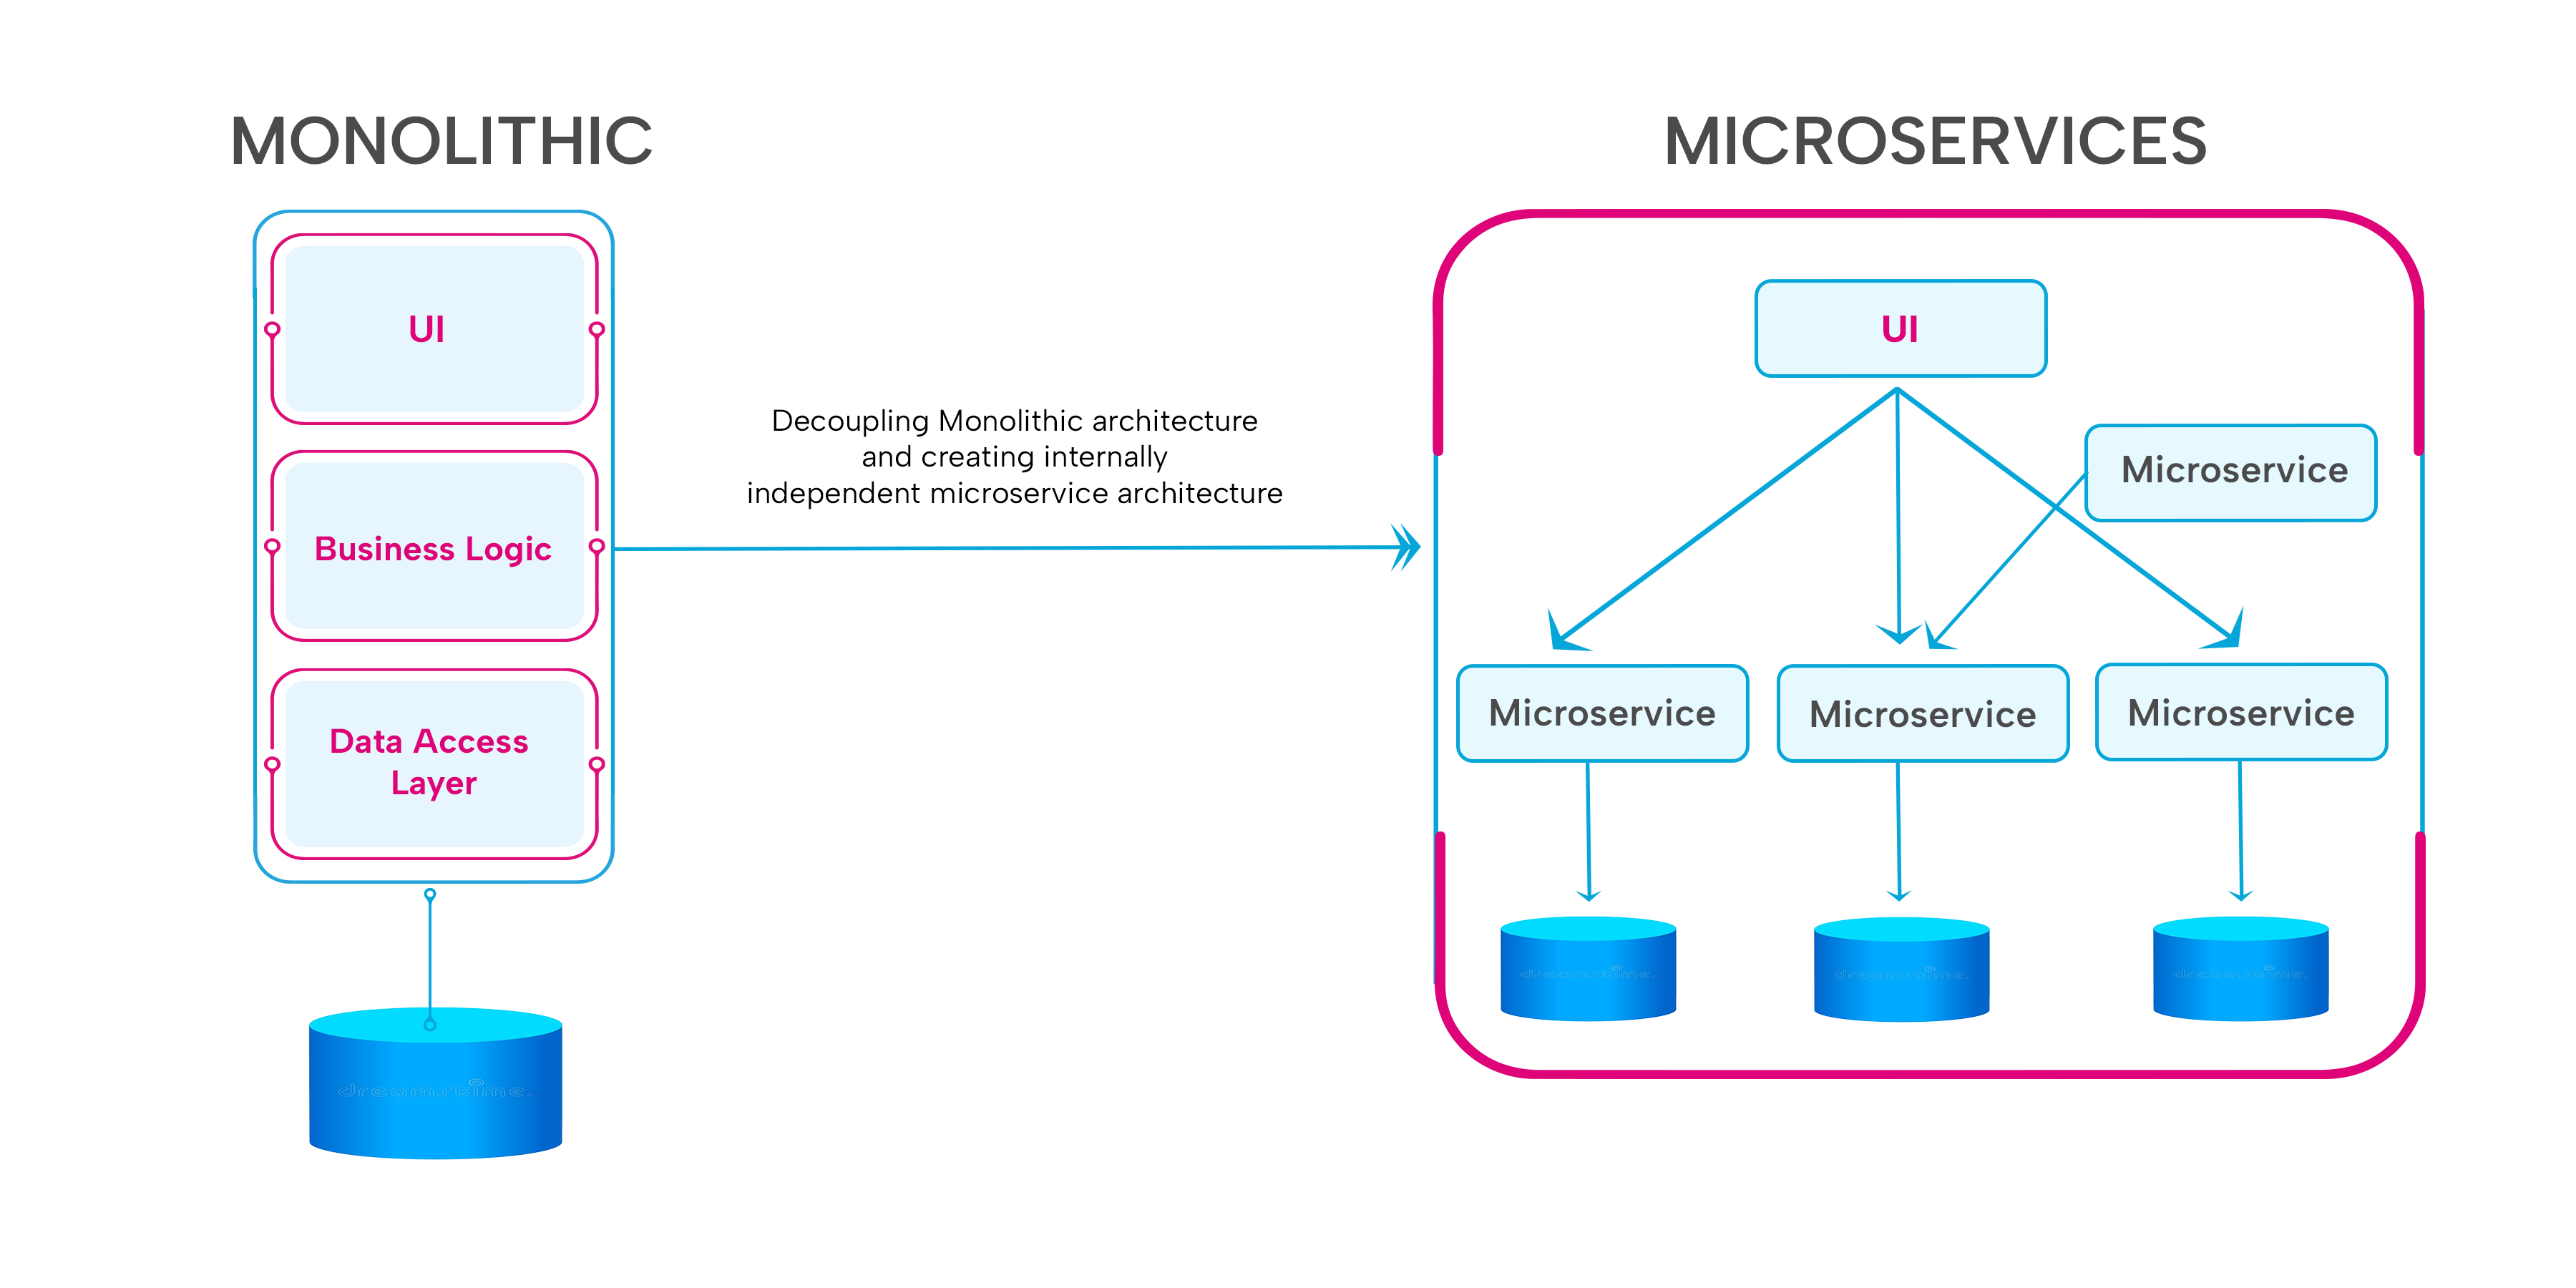 MONOLITHIC
UI
Business Logic
Data Access
Layer
dreamstime.
Decoupling Monolithic architecture
and creating internally
independent microservice architecture
MICROSERVICES
UI
Microservice
Microservice
Microservice
Microservice
dreamstime.
dreamstime.
dreamstime.